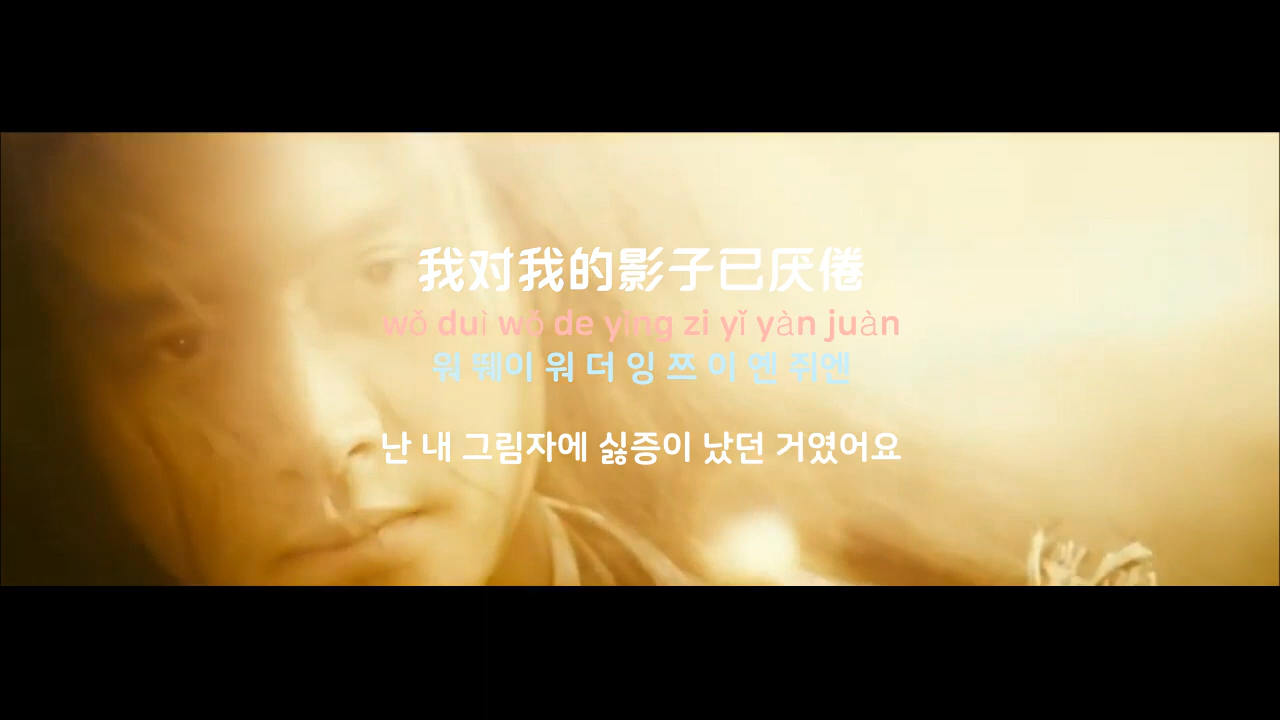 我对我的影子已厌倦
wǒ duì wǒ de yǐng zi yǐ yàn juàn
워 뛔이 워 더 잉 쯔 이 옌 쥐엔
난 내 그림자에 싫증이 났던 거였어요